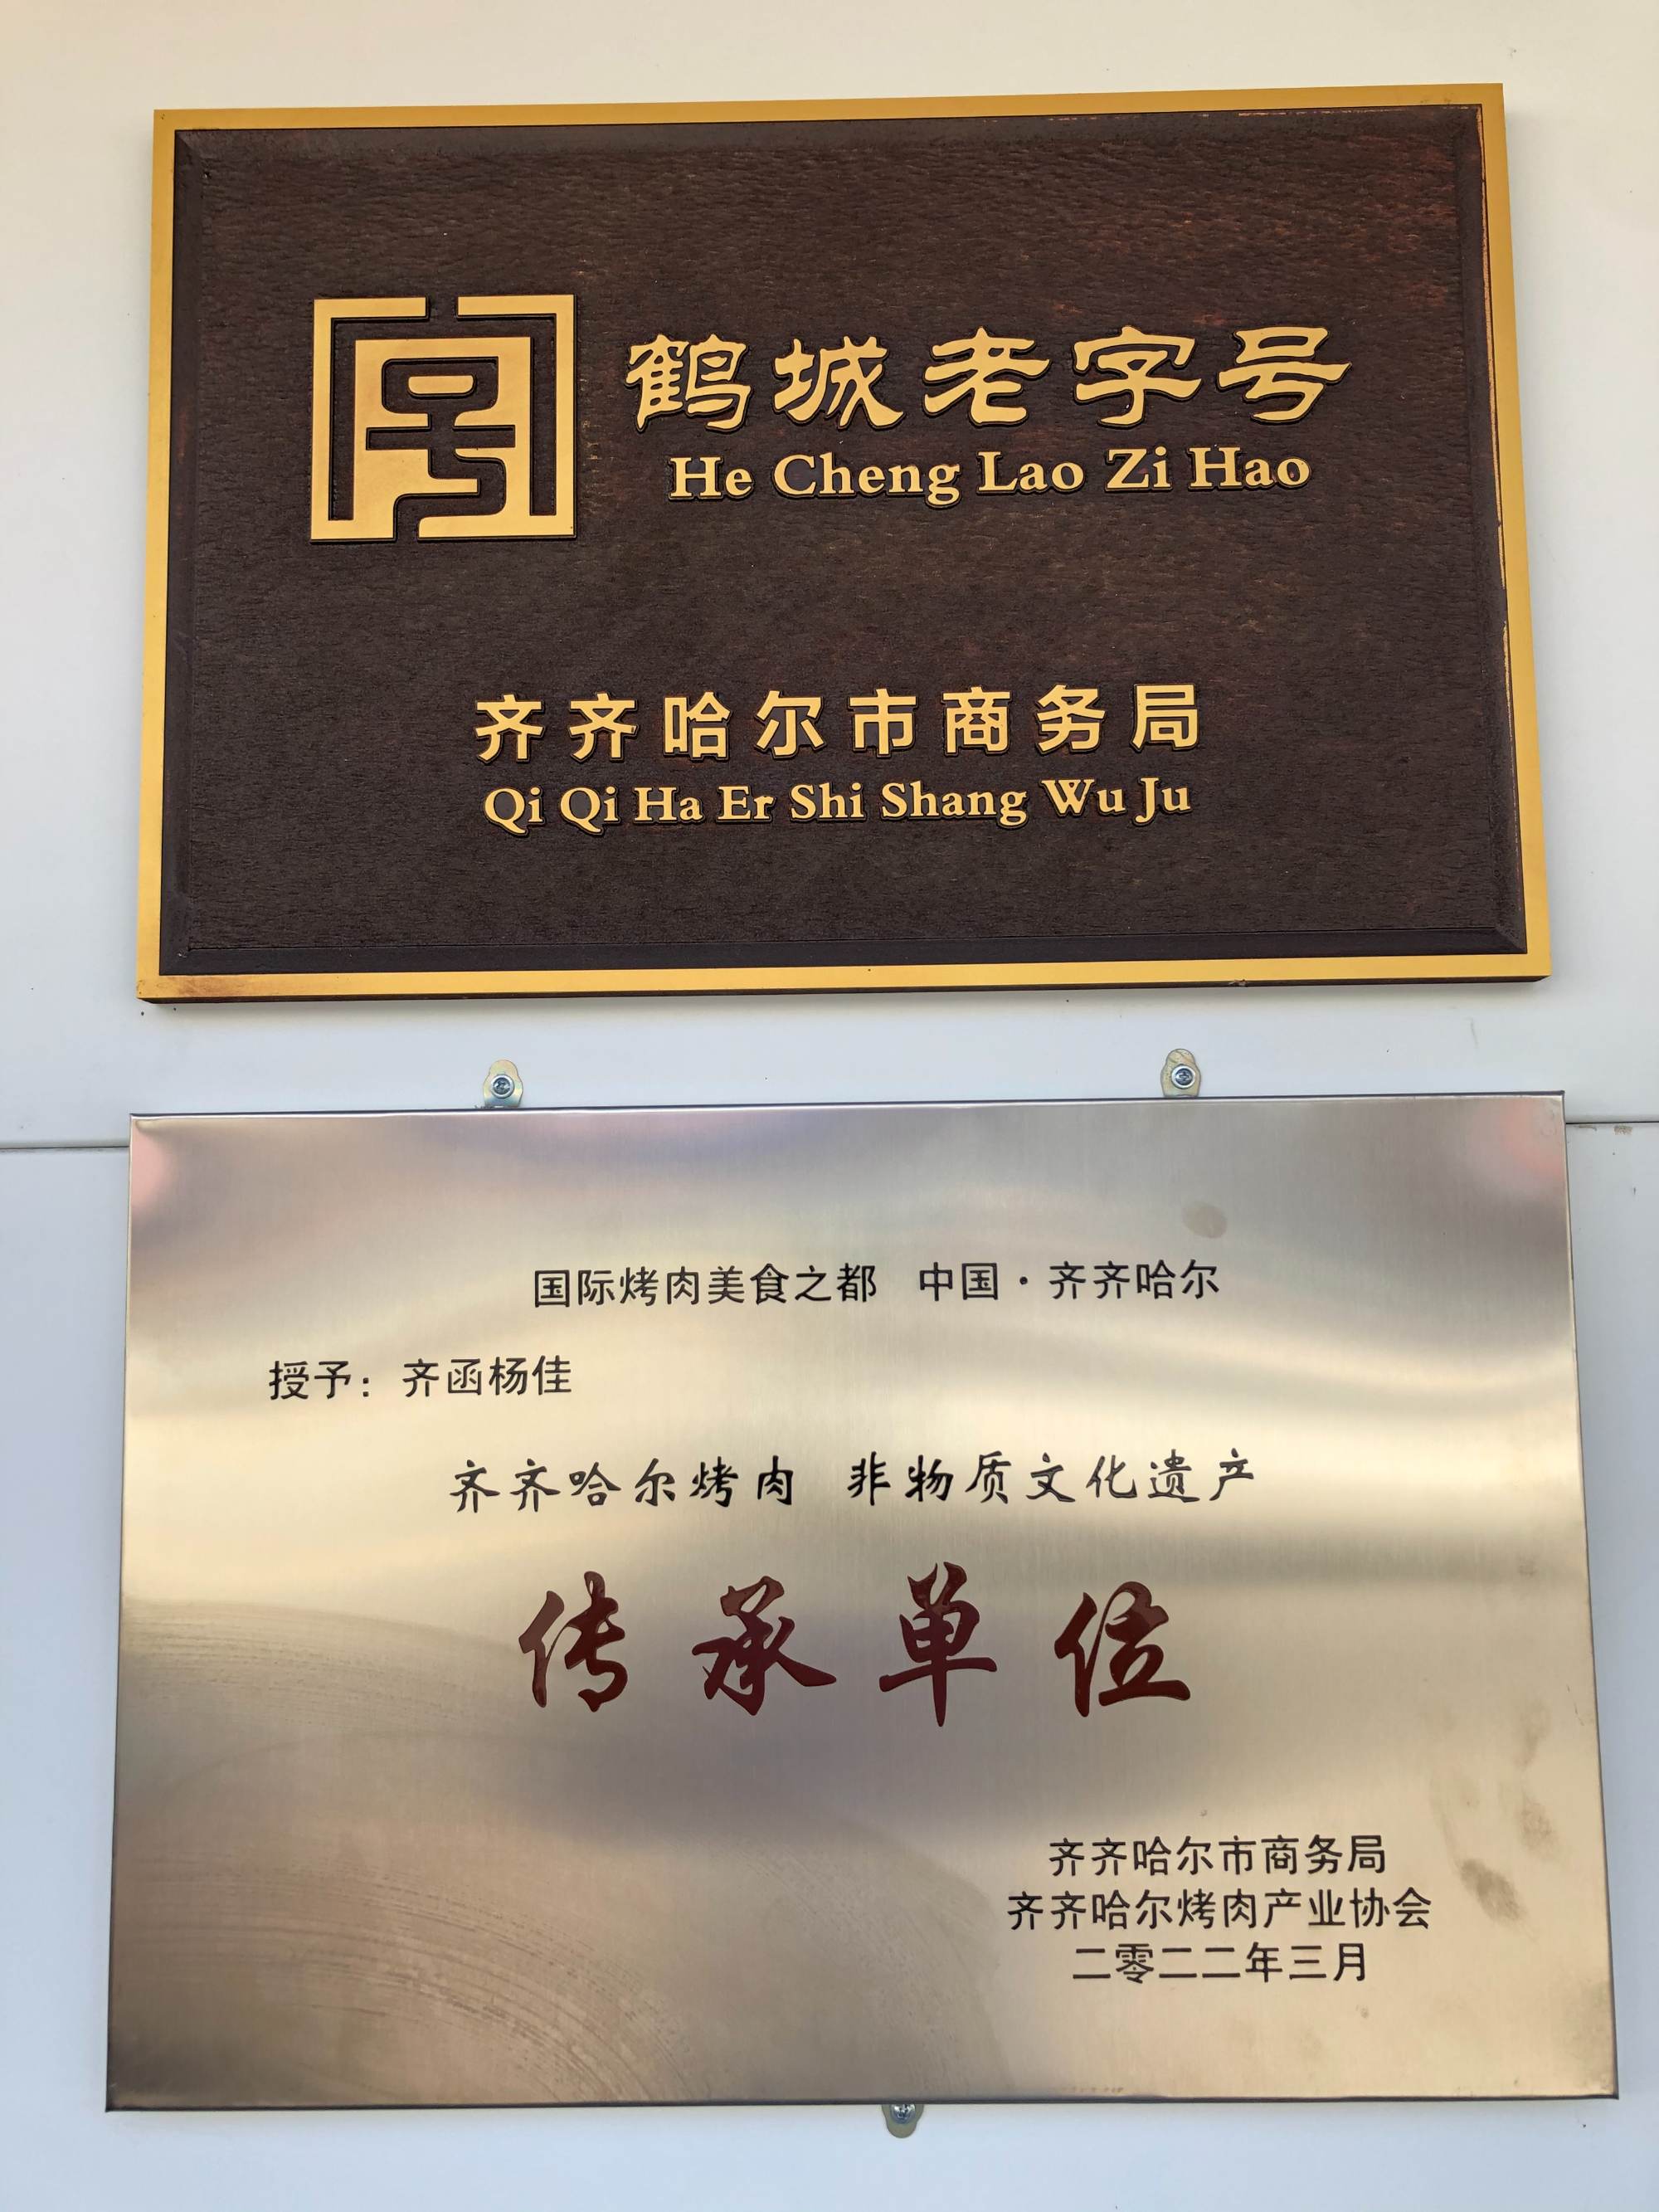 鹤城老字号
He Cheng Lao Zi Hao
齐齐哈尔市商务局
Qi Qi Ha Er Shi Shang Wu Ju
国际烤肉美食之都 中国·齐齐哈尔
授予：齐函杨佳
齐齐哈尔烤肉 非物质文化遗产
传承单位
齐齐哈尔市商务局
齐齐哈尔烤肉产业协会
二零二二年三月